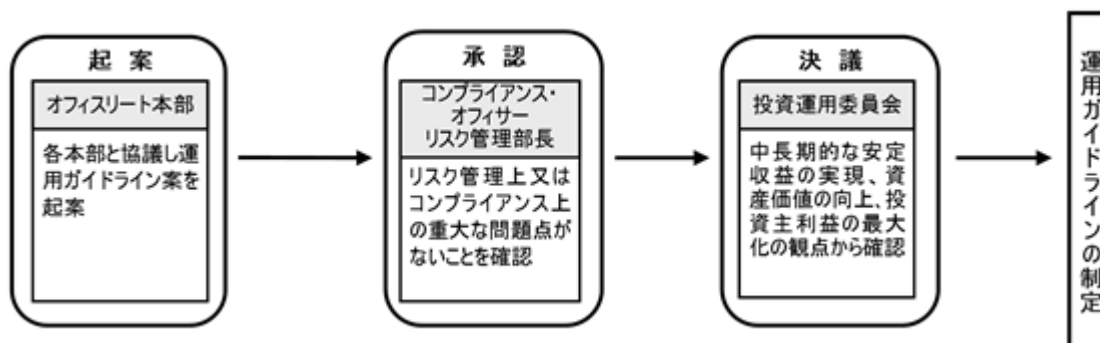 起 案
オフィスリート本部
各本部と協議し運
用ガイドライン案を
起案
承 認
コンプライアンス・
オフィサー
リスク管理部長
リスク管理上又は
コンプライアンス上
の重大な問題点が
ないことを確認
決 議
投資運用委員会
中長期的な安定
収益の実現、資
産価値の向上、投
資主利益の最大
化の観点から確認
運用ガイドラインの制定